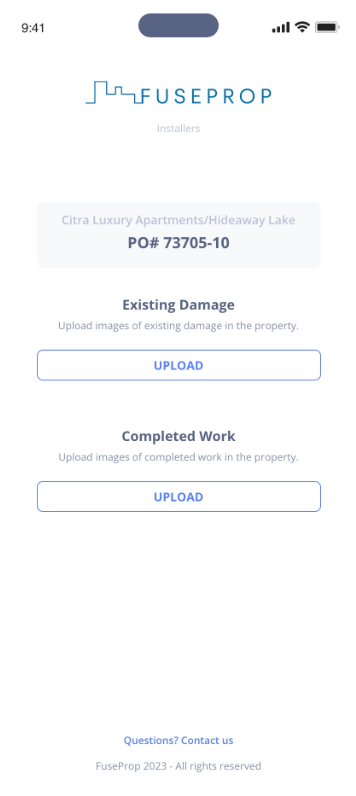 9:41
FUSEPROP
Installers
Citra Luxury Apartments/Hideaway Lake
PO# 73705-10
Existing Damage
Upload images of existing damage in the property.
UPLOAD
Completed Work
Upload images of completed work in the property.
UPLOAD
Questions? Contact us
FuseProp 2023 - All rights reserved